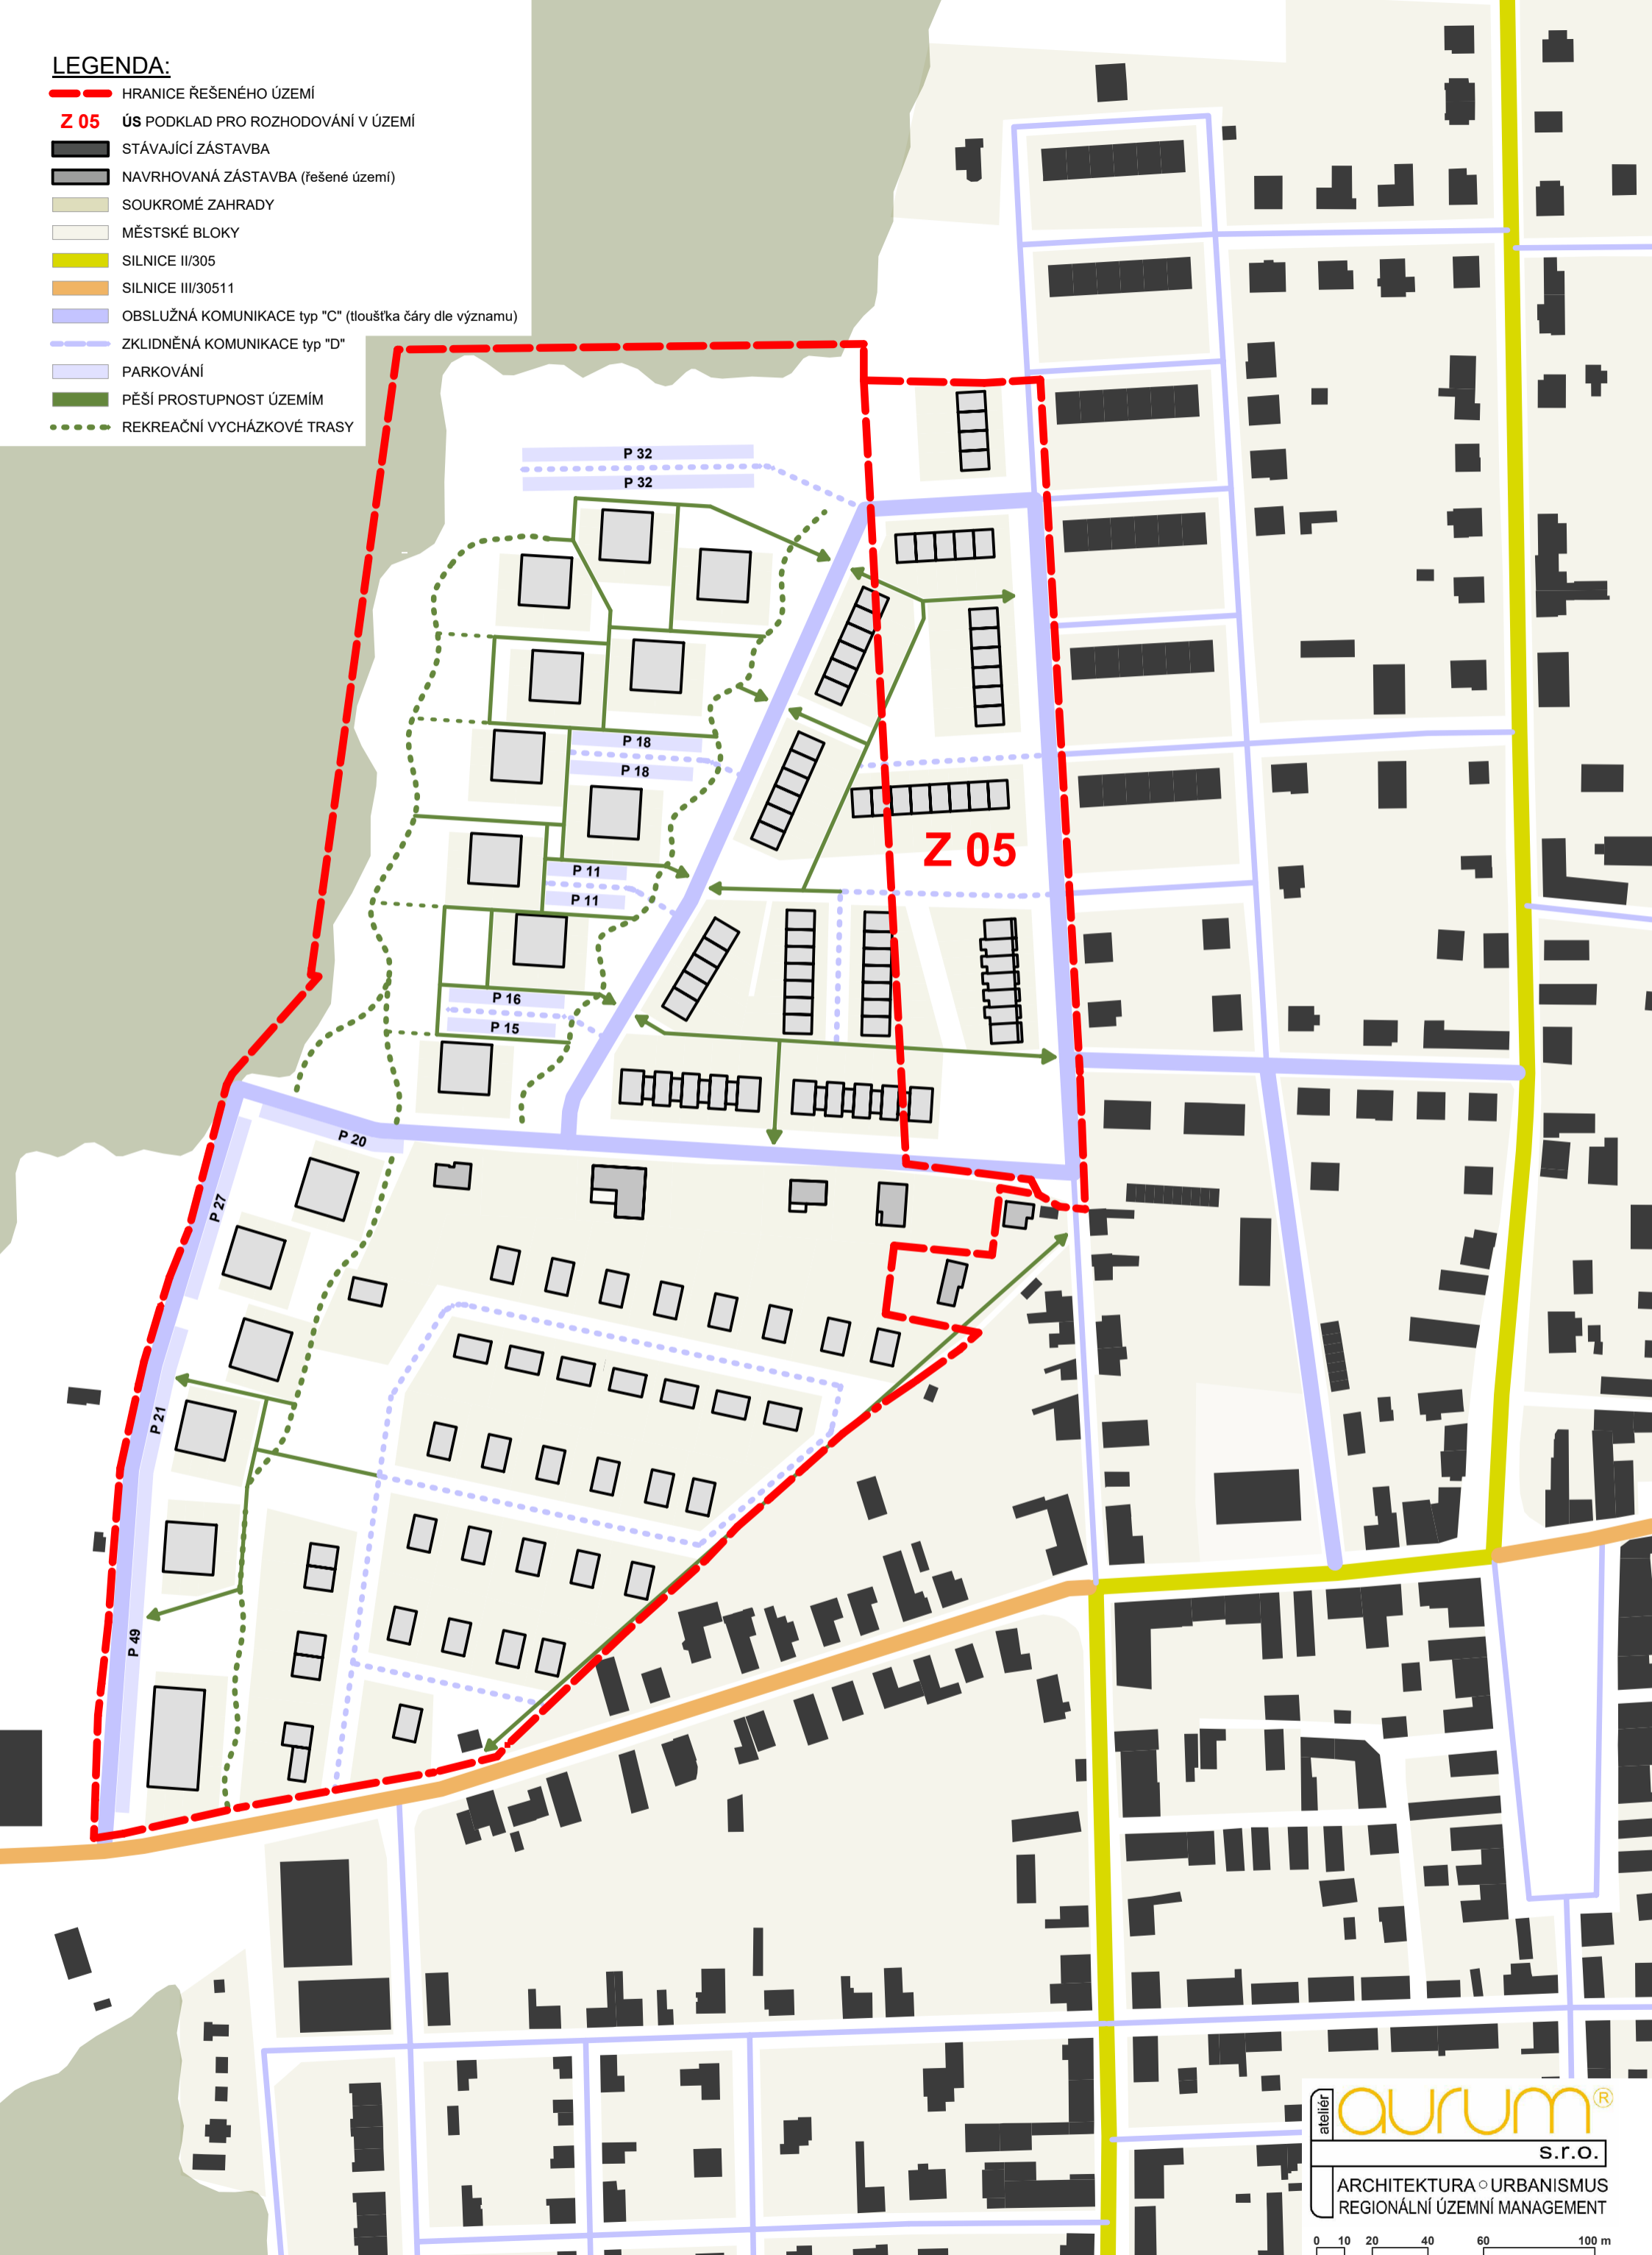 LEGENDA:
HRANICE ŘEŠENÉHO ÚZEMÍ
Z 05 ÚS PODKLAD PRO ROZHODOVÁNÍ V ÚZEMÍ
STÁVAJÍCÍ ZÁSTAVBA
NAVRHOVANÁ ZÁSTAVBA (řešené území)
SOUKROMÉ ZAHRADY
MĚSTSKÉ BLOKY
SILNICE II/305
SILNICE III/30511
OBSLUŽNÁ KOMUNIKACE typ "C" (tloušťka čáry dle významu)
ZKLIDNĚNÁ KOMUNIKACE typ "D"
PARKOVÁNÍ
PĚŠÍ PROSTUPNOST ÚZEMÍM
REKREAČNÍ VYCHÁZKOVÉ TRASY
P 32
P 32
P 18
P 18
Z 05
P 11
P 11
P 16
P 15
P 20
P 27
P 21
P 49
ateliér
aurum®
s.r.o.
ARCHITEKTURA○URBANISMUS
REGIONÁLNÍ ÚZEMNÍ MANAGEMENT
0 10 20 40 60 100 m